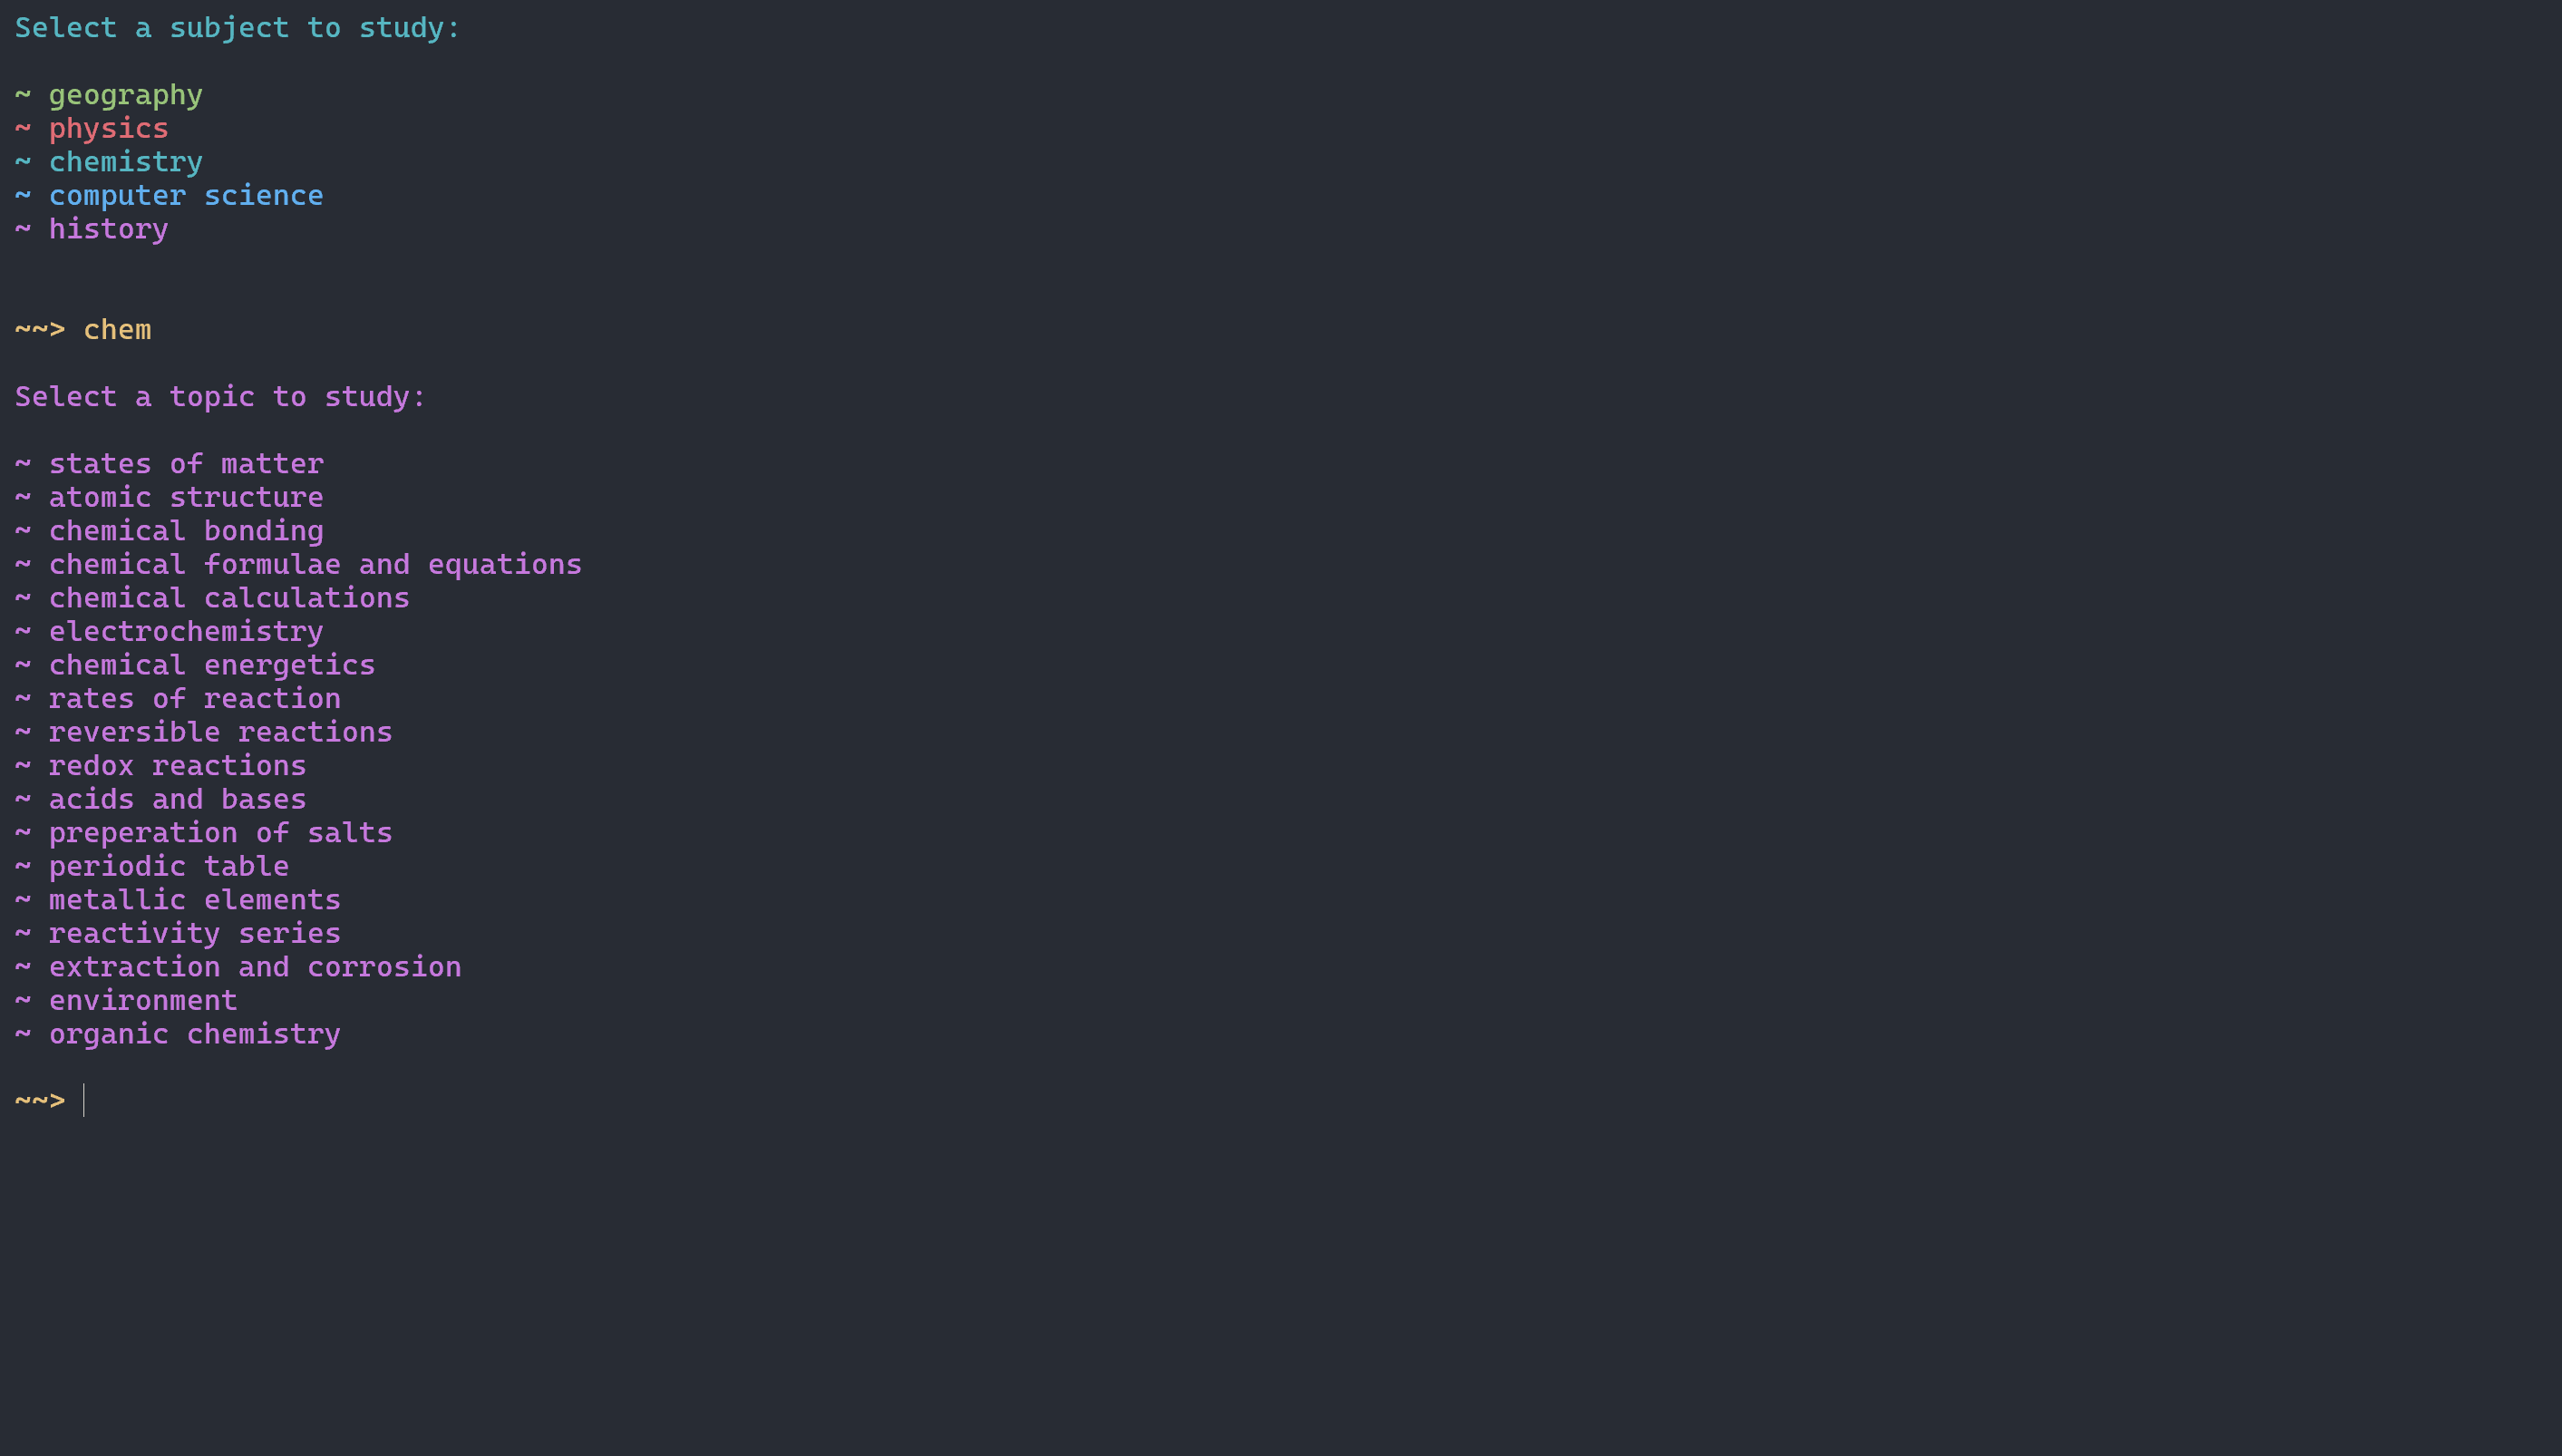 Select a subject to study:
~ geography
~ physics
~ chemistry
~ computer science
~ history
~~> chem
Select a topic to study:
~ states of matter
~ atomic structure
~ chemical bonding
~ chemical formulae and equations
~ chemical calculations
~ electrochemistry
~ chemical energetics
~ rates of reaction
~ reversible reactions
~ redox reactions
~ acids and bases
~ preperation of salts
~ periodic table
~ metallic elements
~ reactivity series
~ extraction and corrosion
~ environment
~ organic chemistry
~~>